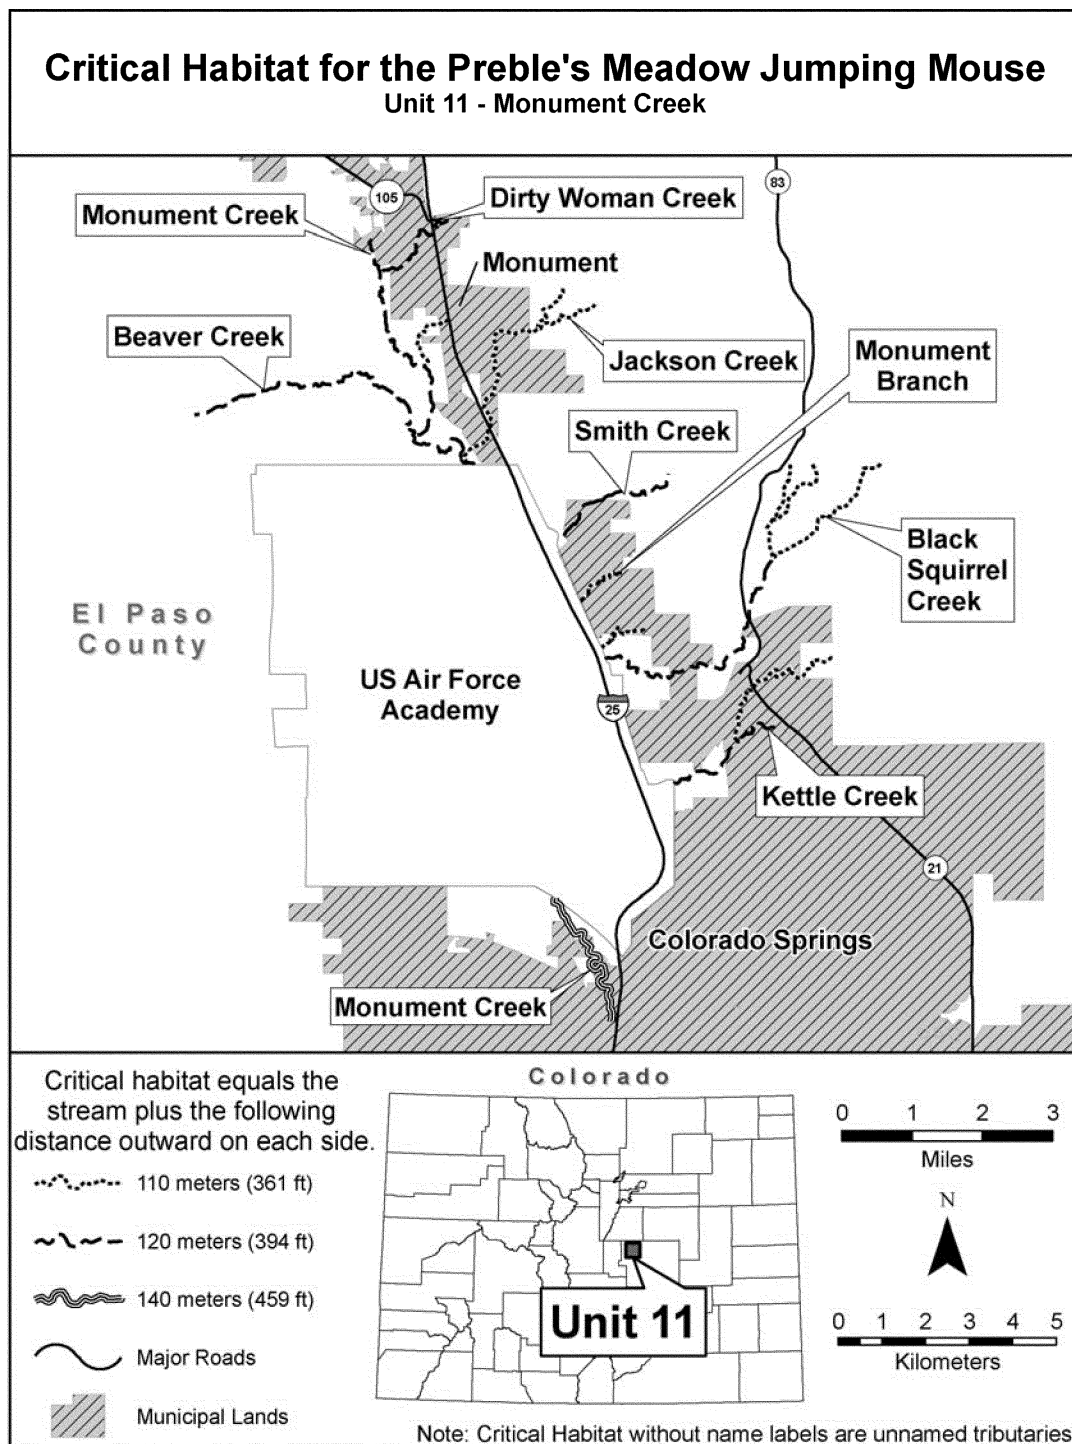 Critical Habitat for the Preble's Meadow Jumping Mouse
Unit 11 - Monument Creek
105
83
Dirty Woman Creek
Monument Creek
Monument
Beaver Creek
Jackson Creek
Monument
Branch
Smith Creek
Black
Squirrel
Creek
El Paso
County
US Air Force
Academy
25
Kettle Creek
21
Colorado Springs
Monument Creek
Critical habitat equals the
stream plus the following
distance outward on each side.
110 meters (361 ft)
120 meters (394 ft)
140 meters (459 ft)
Major Roads
Municipal Lands
Colorado
Unit 11
0 1 2 3
Miles
N
0 1 2 3 4 5
Kilometers
Note: Critical Habitat without name labels are unnamed tributaries